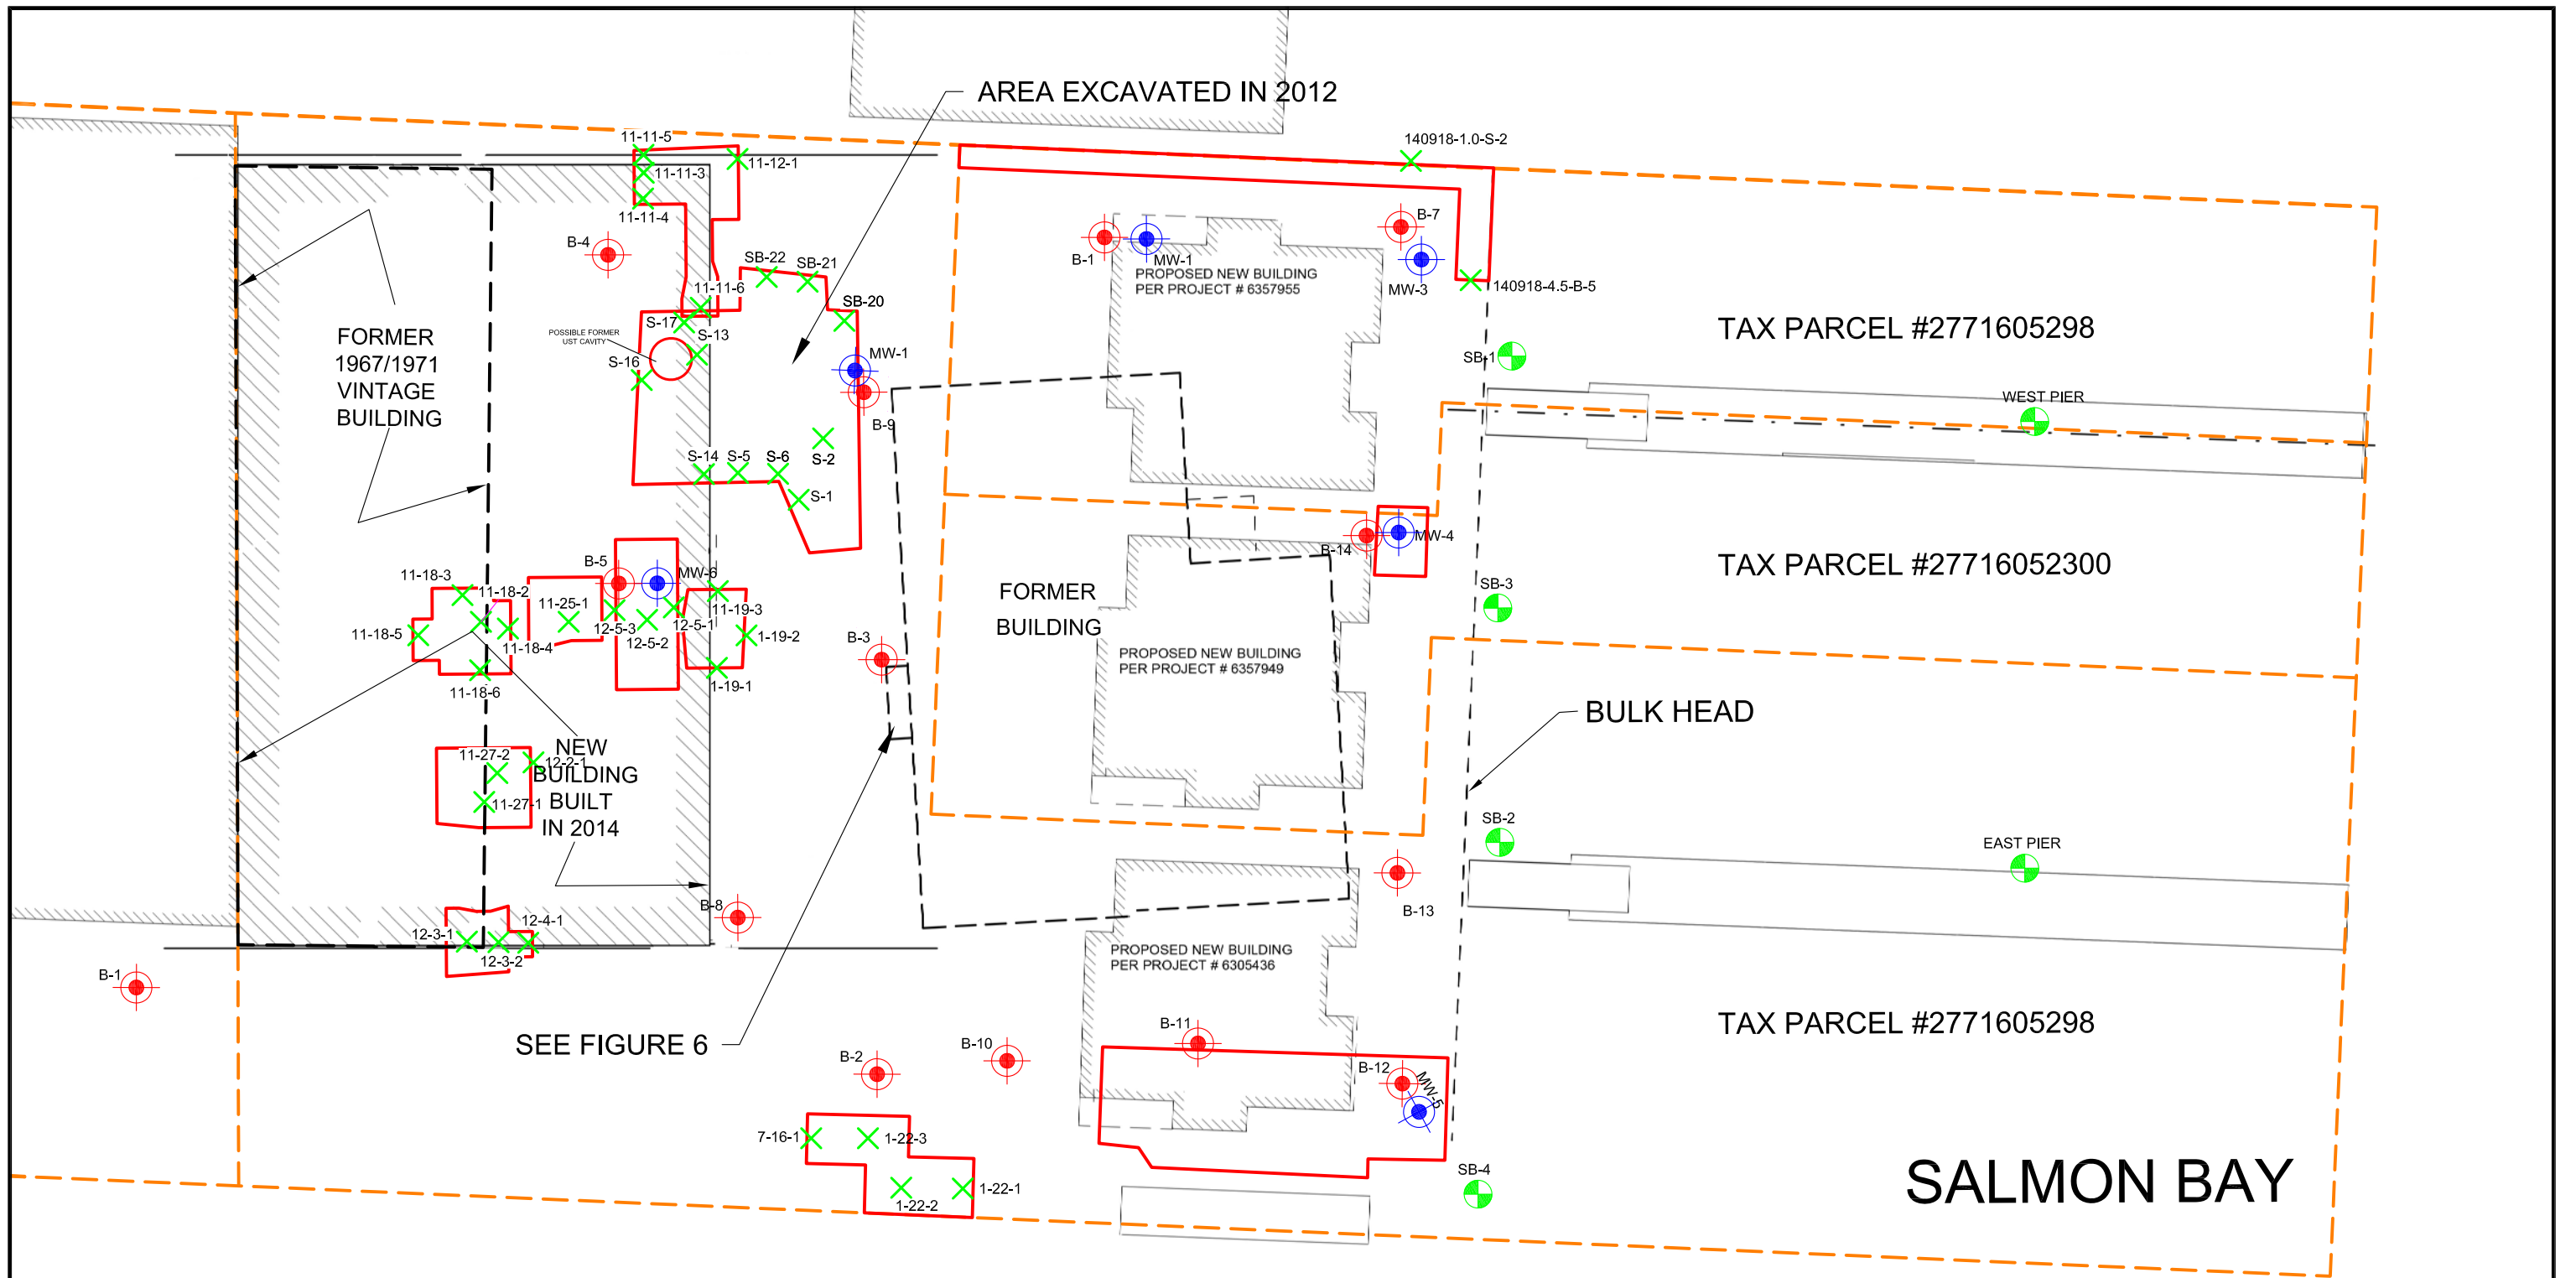 AREA EXCAVATED IN 2012
11-11-5
11-12-1
11-11-3
11-11-4
140918-1.0-S-2
B-4
B-1
MW-1
B-7
MW-3
PROPOSED NEW BUILDING
PER PROJECT # 6357955
140918-4.5-B-5
SB-22
SB-21
11-11-6
SB-20
S-17
S-13
POSSIBLE FORMER
UST CAVITY
S-16
MW-1
B-9
FORMER
1967/1971
VINTAGE
BUILDING
TAX PARCEL #2771605298
SB-1
WEST PIER
S-14
S-5
S-6
S-2
S-1
B-14
MW-4
TAX PARCEL #27716052300
SB-3
B-5
MW-6
11-18-3
11-18-2
11-25-1
11-19-3
11-18-5
11-18-4
12-5-3
12-5-2
12-5-1
1-19-2
11-18-6
1-19-1
B-3
FORMER
BUILDING
PROPOSED NEW BUILDING
PER PROJECT # 6357949
BULK HEAD
11-27-2
12-2-1
11-27-1
NEW
BUILDING
BUILT
IN 2014
SB-2
EAST PIER
B-8
B-13
12-4-1
12-3-1
12-3-2
B-1
PROPOSED NEW BUILDING
PER PROJECT # 6305436
SEE FIGURE 6
B-2
B-10
B-11
B-12
MW-5
TAX PARCEL #2771605298
7-16-1
1-22-3
1-22-2
1-22-1
SB-4
SALMON BAY